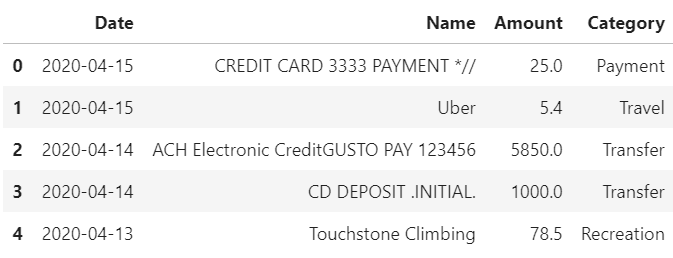 Date Name Amount Category
0 2020-04-15 CREDIT CARD 3333 PAYMENT *// 25.0 Payment
1 2020-04-15 Uber 5.4 Travel
2 2020-04-14 ACH Electronic CreditGUSTO PAY 123456 5850.0 Transfer
3 2020-04-14 CD DEPOSIT .INITIAL. 1000.0 Transfer
4 2020-04-13 Touchstone Climbing 78.5 Recreation